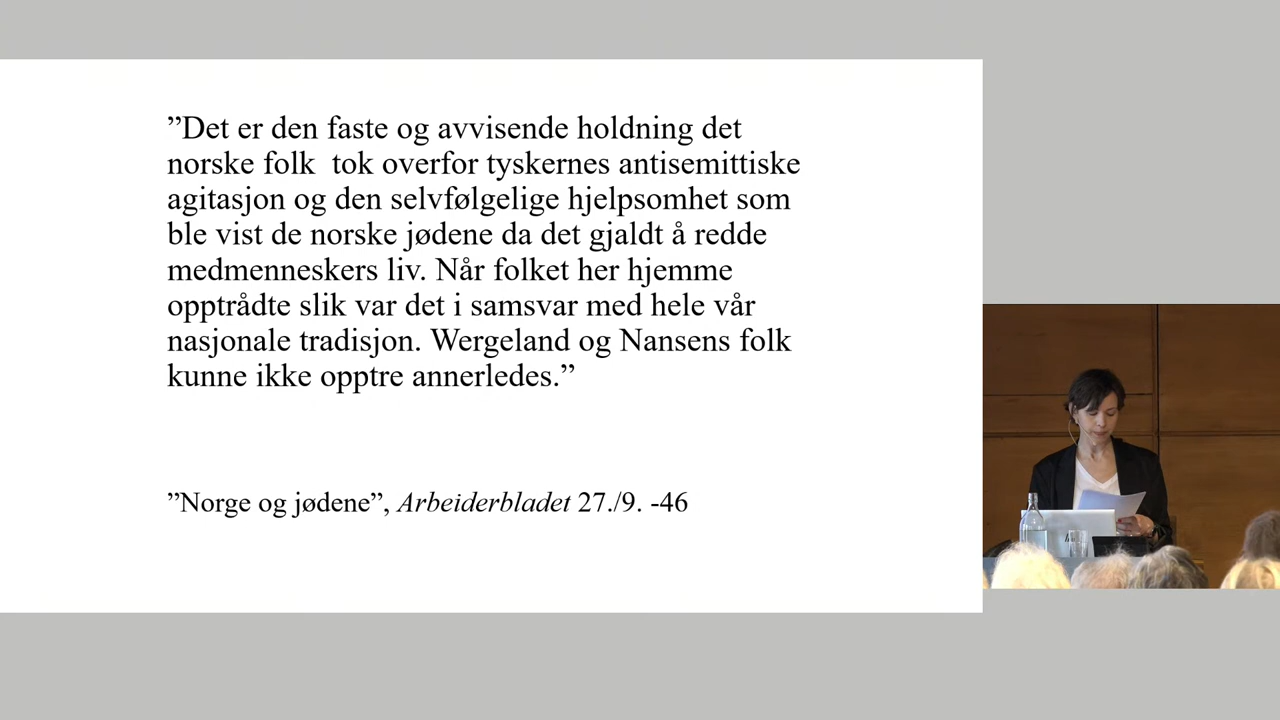 ”Det er den faste og avvisende holdning det
norske folk  tok overfor tyskernes antisemittiske
agitasjon og den selvfølgelige hjelpsomhet som
ble vist de norske jødene da det gjaldt å redde
medmenneskers liv. Når folket her hjemme
opptrådte slik var det i samsvar med hele vår
nasjonale tradisjon. Wergeland og Nansens folk
kunne ikke opptre annerledes.”
”Norge og jødene”, Arbeiderbladet 27./9. -46